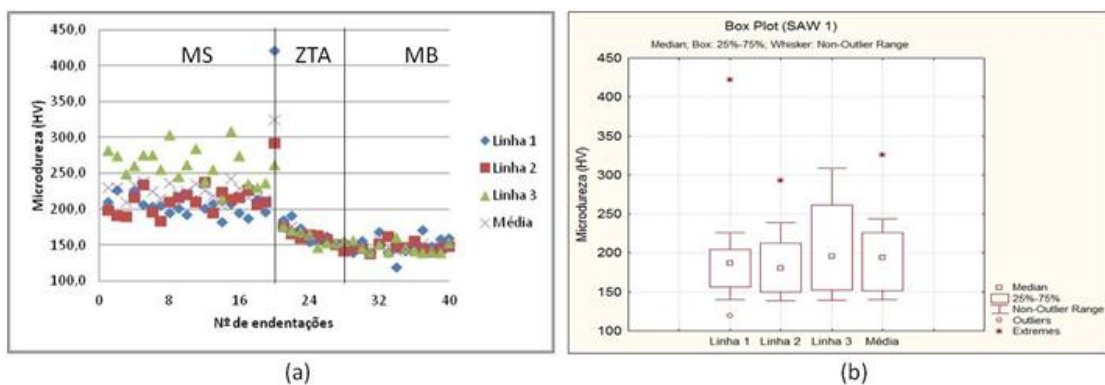 MS ZTA MB
Microdureza (HV)
450,0
400,0
350,0
300,0
250,0
200,0
150,0
100,0
0 8 16 24 32 40
Nº de endentações
Linha 1
Linha 2
Linha 3
Média
(a)
Box Plot (SAW 1)
Median; Box: 25%-75%; Whisker: Non-Outlier Range
Microdureza (HV)
450
400
350
300
250
200
150
100
Linha 1 Linha 2 Linha 3 Média
Median
25%-75%
Non-Outlier Range
Outliers
Extremes
(b)